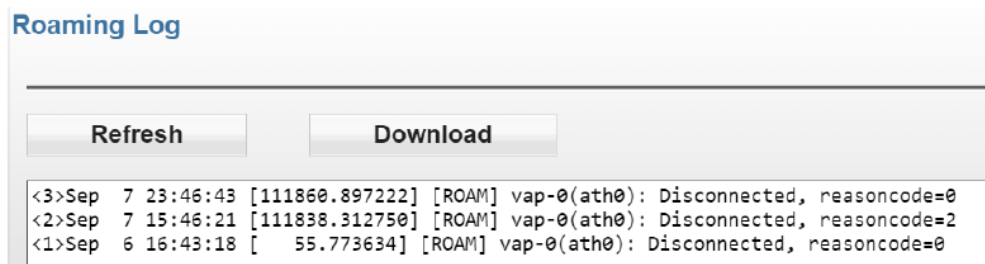 Roaming Log
Refresh Download
<3>Sep  7 23:46:43 [111860.897222] [ROAM] vap-0(ath0): Disconnected, reasoncode=0
<2>Sep  7 15:46:21 [111838.312750] [ROAM] vap-0(ath0): Disconnected, reasoncode=2
<1>Sep  6 16:43:18 [   55.773634] [ROAM] vap-0(ath0): Disconnected, reasoncode=0